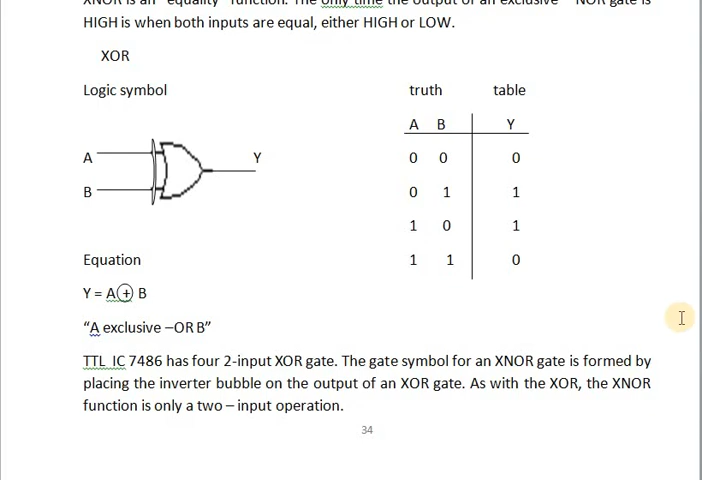 HIGH is when both inputs are equal, either HIGH or LOW.
XOR
Logic symbol truth table
A B Y
A Y 0 0 0
B 0 1 1
1 0 1
Equation 1 1 0
Y = A⊕ B
“A exclusive –OR B”
TTL IC 7486 has four 2-input XOR gate. The gate symbol for an XNOR gate is formed by
placing the inverter bubble on the output of an XOR gate. As with the XOR, the XNOR
function is only a two – input operation.
34